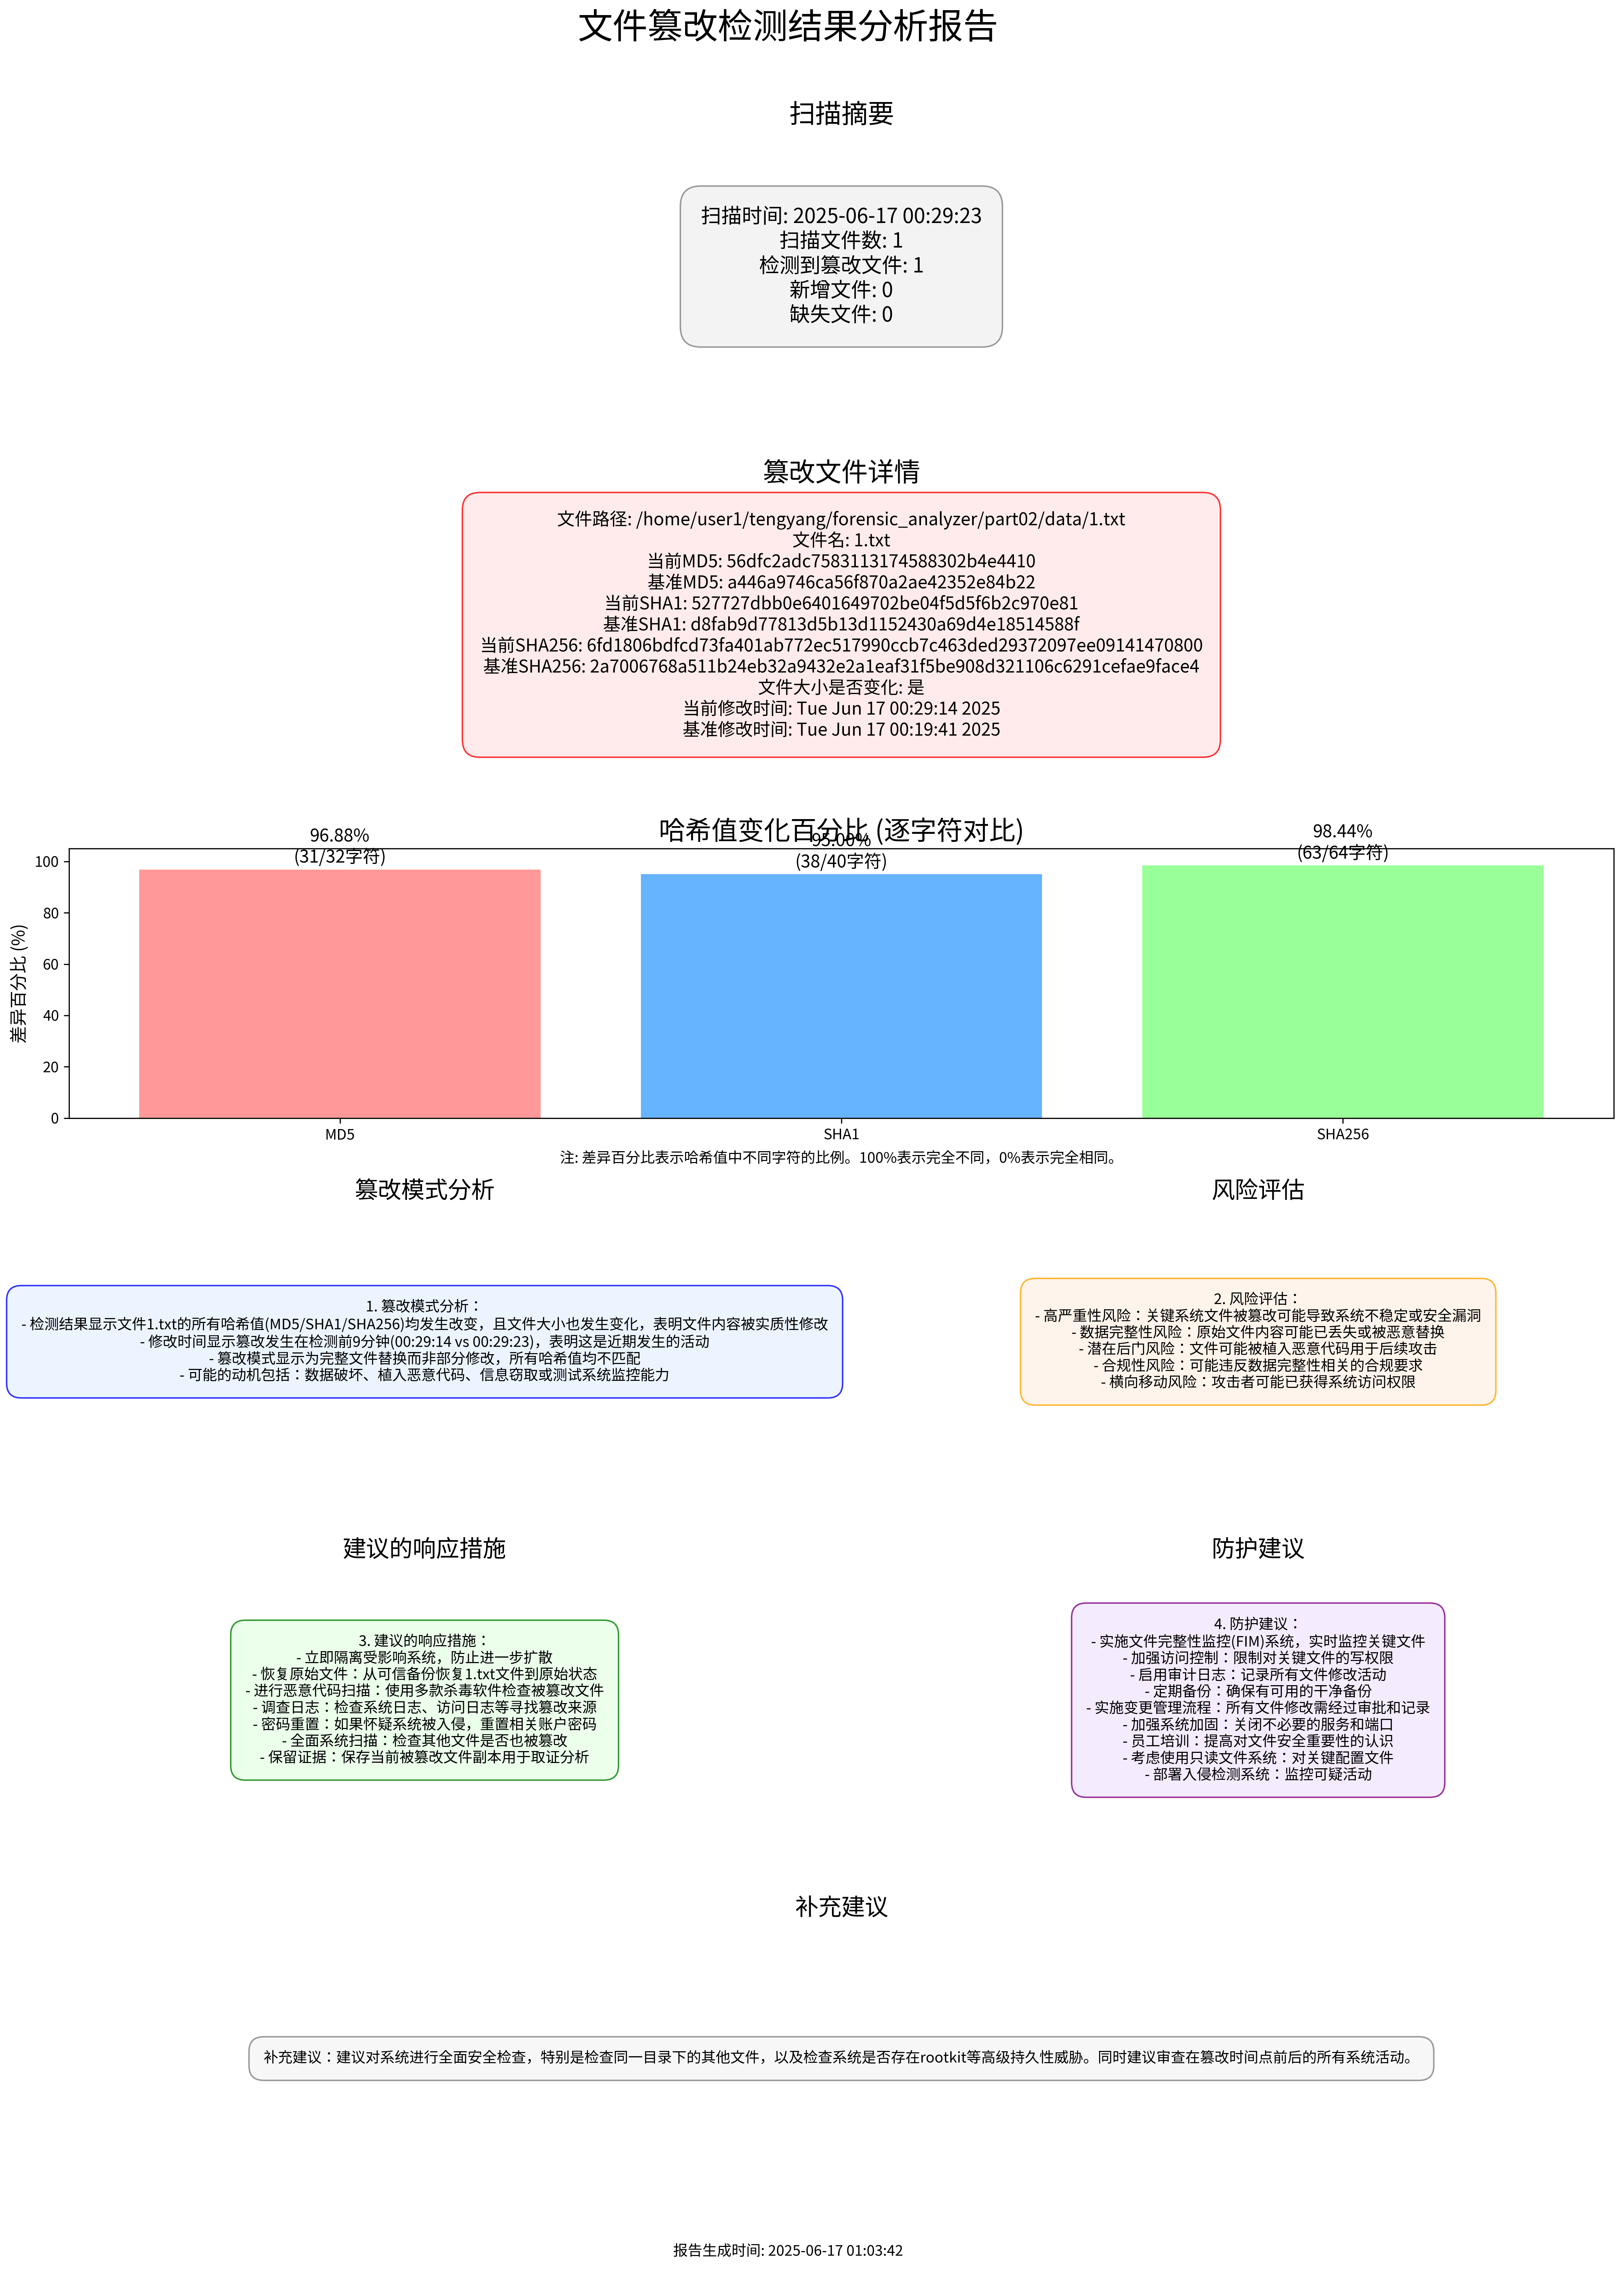 文件篡改检测结果分析报告
扫描摘要
扫描时间: 2025-06-17 00:29:23
扫描文件数: 1
检测到篡改文件: 1
新增文件: 0
缺失文件: 0
篡改文件详情
文件路径: /home/user1/tengyang/forensic_analyzer/part02/data/1.txt
文件名: 1.txt
当前MD5: 56dfc2adc7583113174588302b4e4410
基准MD5: a446a9746ca56f870a2ae42352e84b22
当前SHA1: 527727dbb0e6401649702be04f5d5f6b2c970e81
基准SHA1: d8fab9d77813d5b13d1152430a69d4e18514588f
当前SHA256: 6fd1806bdfcd73fa401ab772ec517990ccb7c463ded29372097ee09141470800
基准SHA256: 2a7006768a511b24eb32a9432e2a1eaf31f5be908d321106c6291cefae9face4
文件大小是否变化: 是
当前修改时间: Tue Jun 17 00:29:14 2025
基准修改时间: Tue Jun 17 00:19:41 2025
哈希值变化百分比 (逐字符对比)
96.88%
(31/32字符)
95.00%
(38/40字符)
98.44%
(63/64字符)
差异百分比 (%)
100
80
60
40
20
0
MD5
SHA1
SHA256
注: 差异百分比表示哈希值中不同字符的比例。100%表示完全不同，0%表示完全相同。
篡改模式分析
1. 篡改模式分析：
- 检测结果显示文件1.txt的所有哈希值(MD5/SHA1/SHA256)均发生改变，且文件大小也发生变化，表明文件内容被实质性修改
- 修改时间显示篡改发生在检测前9分钟(00:29:14 vs 00:29:23)，表明这是近期发生的活动
- 篡改模式显示为完整文件替换而非部分修改，所有哈希值均不匹配
- 可能的动机包括：数据破坏、植入恶意代码、信息窃取或测试系统监控能力
风险评估
2. 风险评估：
- 高严重性风险：关键系统文件被篡改可能导致系统不稳定或安全漏洞
- 数据完整性风险：原始文件内容可能已丢失或被恶意替换
- 潜在后门风险：文件可能被植入恶意代码用于后续攻击
- 合规性风险：可能违反数据完整性相关的合规要求
- 横向移动风险：攻击者可能已获得系统访问权限
建议的响应措施
3. 建议的响应措施：
- 立即隔离受影响系统，防止进一步扩散
- 恢复原始文件：从可信备份恢复1.txt文件到原始状态
- 进行恶意代码扫描：使用多款杀毒软件检查被篡改文件
- 调查日志：检查系统日志、访问日志等寻找篡改来源
- 密码重置：如果怀疑系统被入侵，重置相关账户密码
- 全面系统扫描：检查其他文件是否也被篡改
- 保留证据：保存当前被篡改文件副本用于取证分析
防护建议
4. 防护建议：
- 实施文件完整性监控(FIM)系统，实时监控关键文件
- 加强访问控制：限制对关键文件的写权限
- 启用审计日志：记录所有文件修改活动
- 定期备份：确保有可用的干净备份
- 实施变更管理流程：所有文件修改需经过审批和记录
- 加强系统加固：关闭不必要的服务和端口
- 员工培训：提高对文件安全重要性的认识
- 考虑使用只读文件系统：对关键配置文件
- 部署入侵检测系统：监控可疑活动
补充建议
补充建议：建议对系统进行全面安全检查，特别是检查同一目录下的其他文件，以及检查系统是否存在rootkit等高级持久性威胁。同时建议审查在篡改时间点前后的所有系统活动。
报告生成时间: 2025-06-17 01:03:42